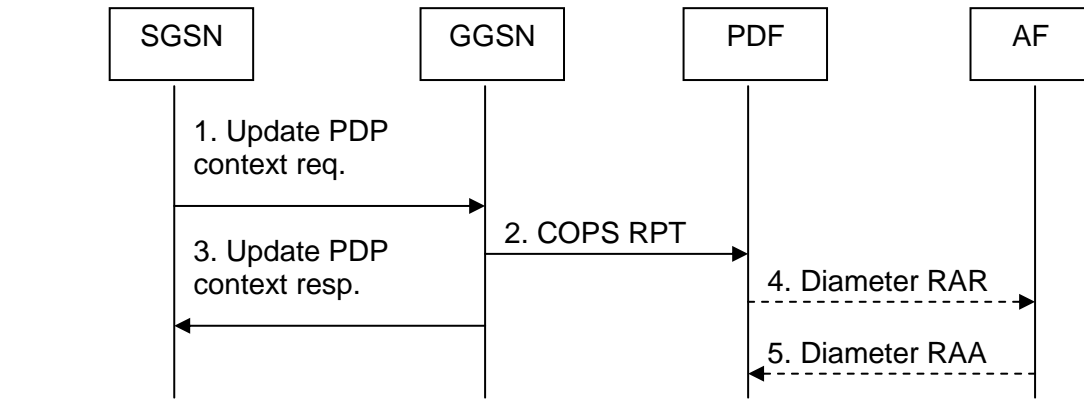 SGSN
GGSN
PDF
AF
1. Update PDP
context req.
2. COPS RPT
3. Update PDP
context resp.
4. Diameter RAR
5. Diameter RAA